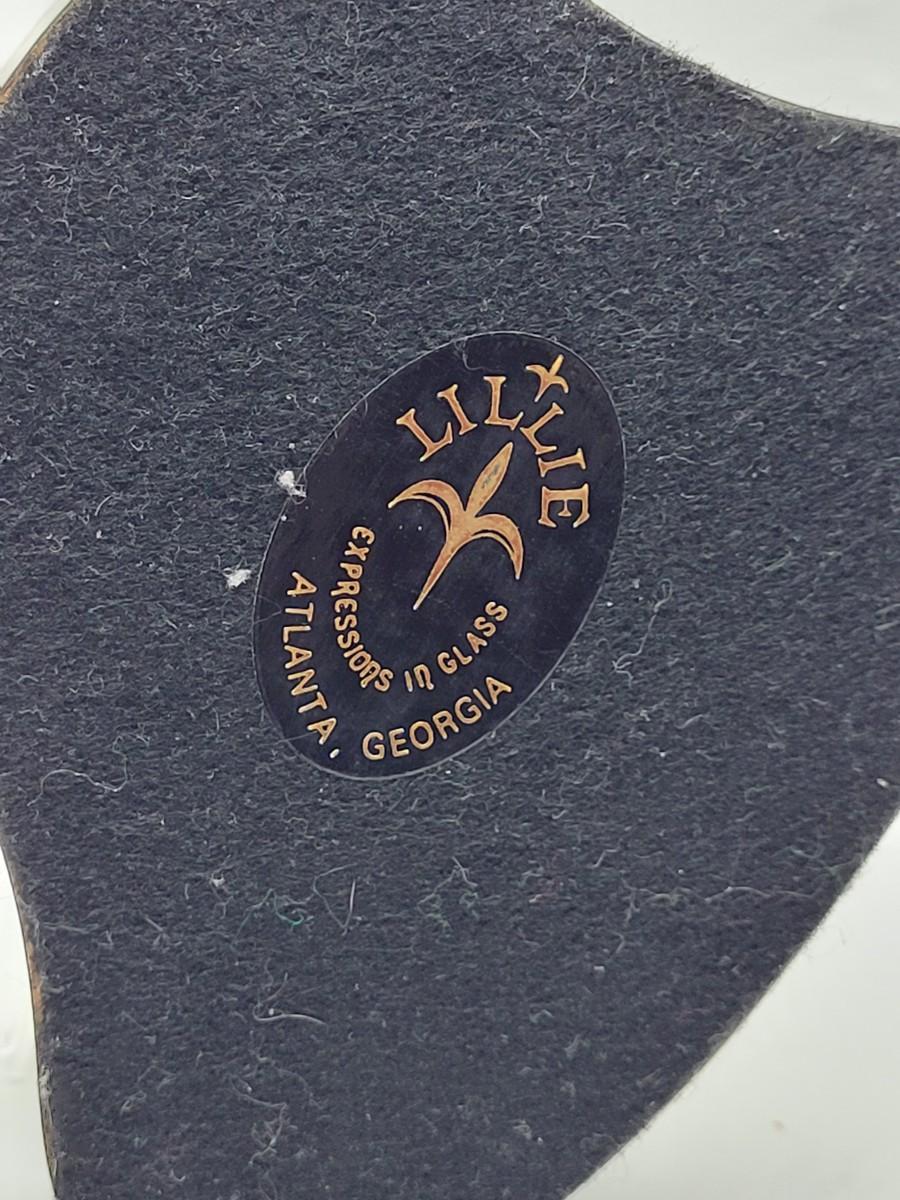 LILLIE
EXPRESSIONS IN GLASS
ATLANTA, GEORGIA